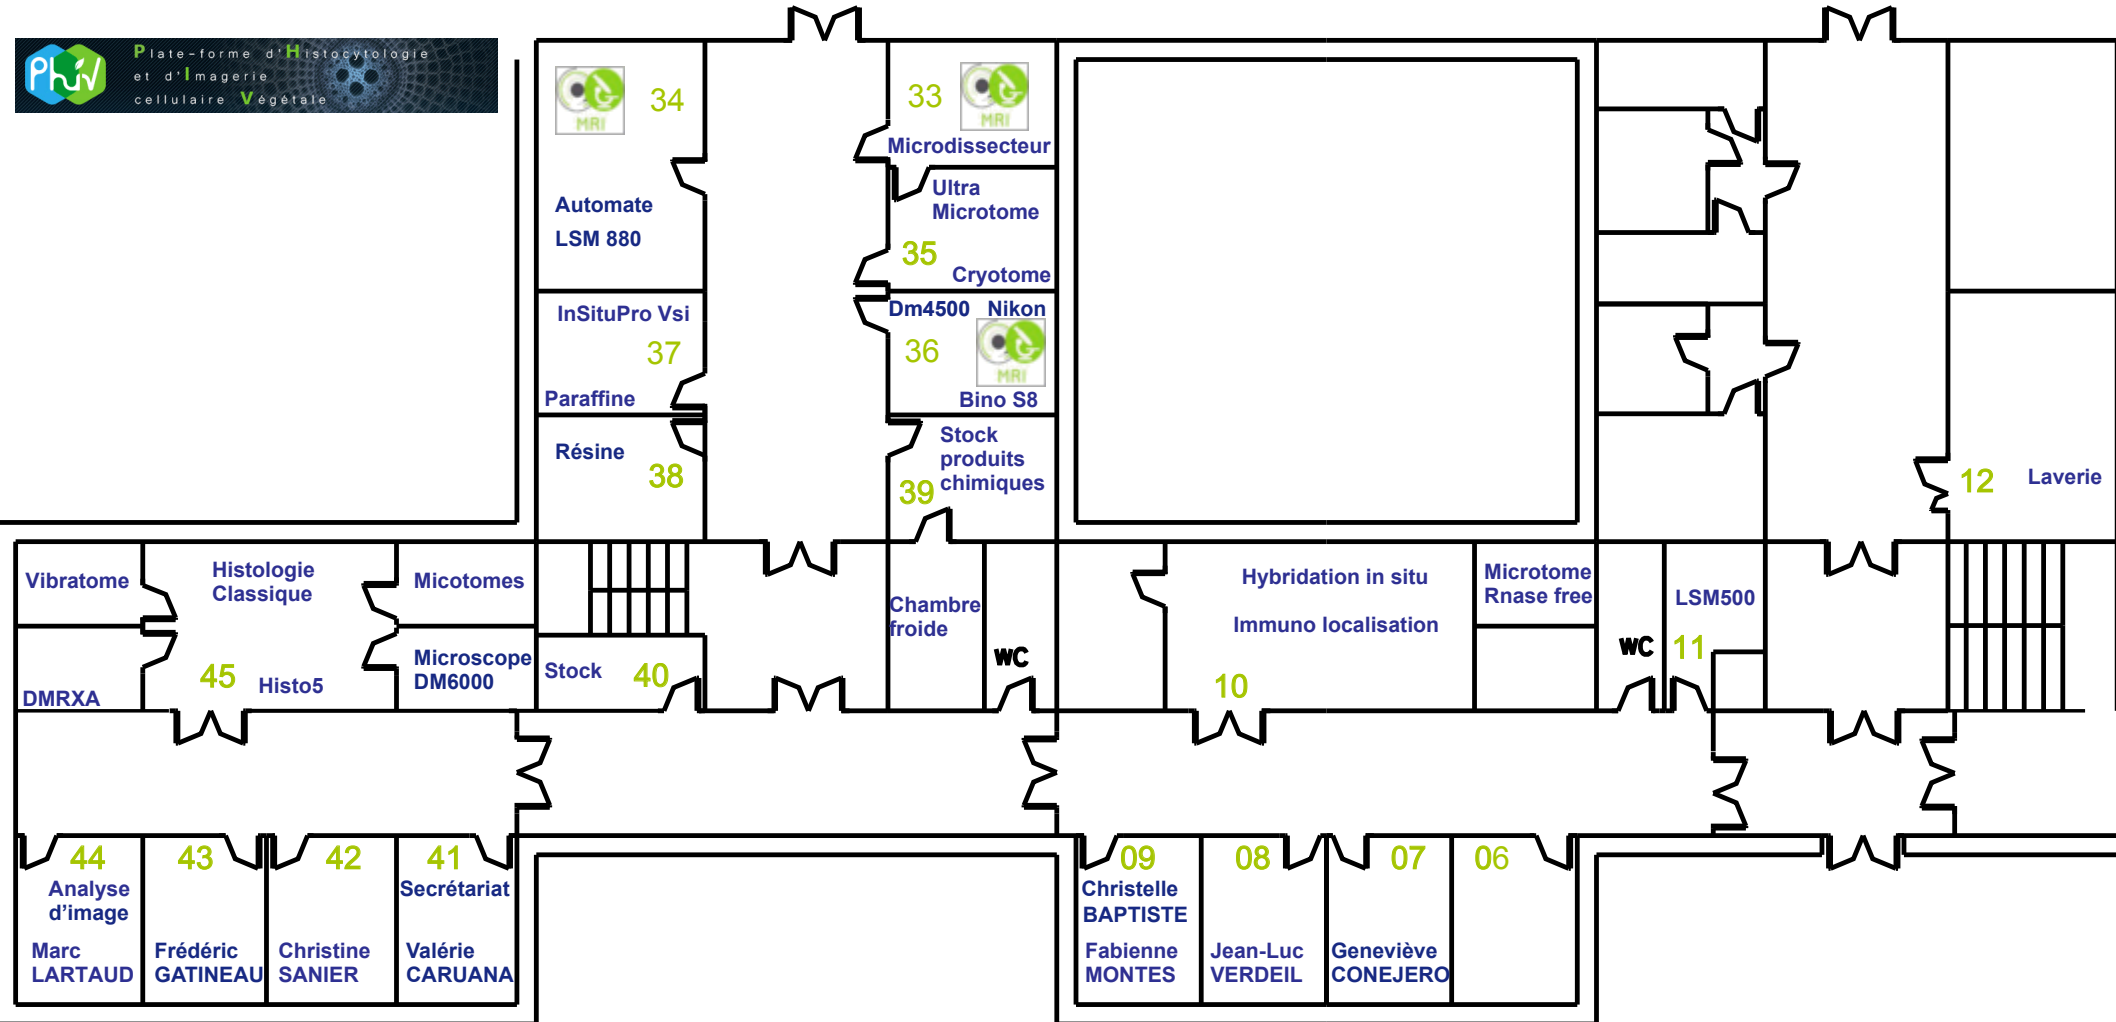 Phiv
Plate-forme d'Histocytologie
et d'Imagerie
cellulaire Végétale
MRI
34
Automate
LSM 880
33
MRI
Microdissecteur
Ultra
Microtome
35
Cryotome
InSituPro Vsi
37
Paraffine
Dm4500 Nikon
36
MRI
Bino S8
Résine
38
Stock
produits
chimiques
39
12
Laverie
Vibratome
Histologie
Classique
Micotomes
DMRXA
45
Histo5
Microscope
DM6000
Stock
40
Chambre
froide
WC
Hybridation in situ
Immuno localisation
10
Microtome
Rnase free
WC
LSM500
11
44
Analyse
d'image
Marc
LARTAUD
43
Frédéric
GATINEAU
42
Christine
SANIER
41
Secrétariat
Valérie
CARUANA
09
Christelle
BAPTISTE
Fabienne
MONTES
08
Jean-Luc
VERDEIL
07
Geneviève
CONEJERO
06